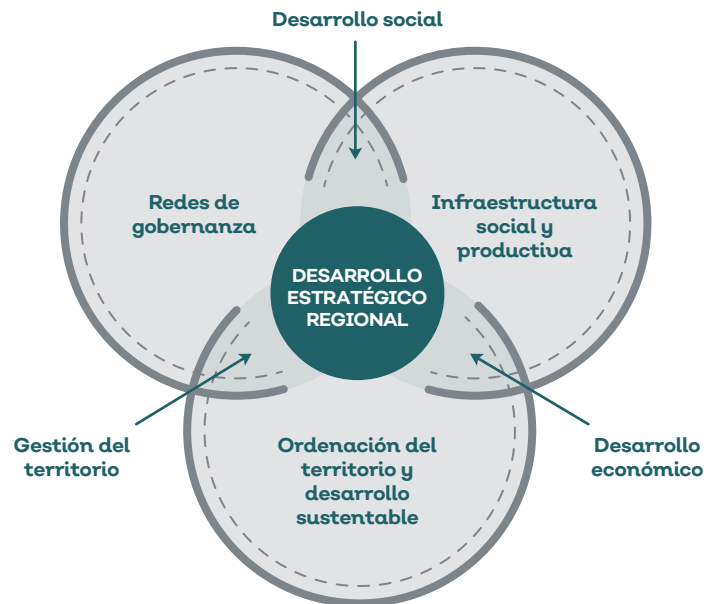 Desarrollo social
Redes de
gobernanza
Infraestructura
social y
productiva
DESARROLLO
ESTRATÉGICO
REGIONAL
Gestión del
territorio
Ordenación del
territorio y
desarrollo
sustentable
Desarrollo
económico